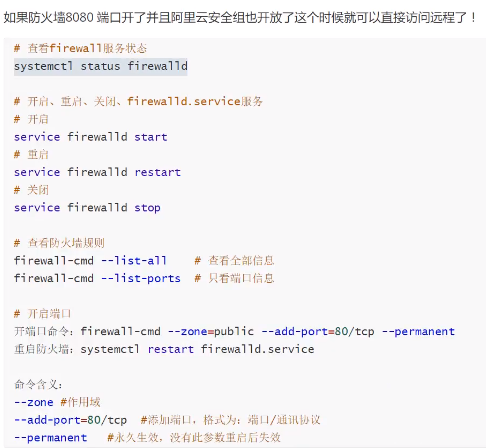 如果防火墙8080 端口开了并且阿里云安全组也开放了这个时候就可以直接访问远程了！
# 查看firewall服务状态
systemctl status firewalld
# 开启、重启、关闭、firewalld.service服务
# 开启
service firewalld start
# 重启
service firewalld restart
# 关闭
service firewalld stop
# 查看防火墙规则
firewall-cmd --list-all    # 查看全部信息
firewall-cmd --list-ports  # 只看端口信息
# 开启端口
开端口命令：firewall-cmd --zone=public --add-port=80/tcp --permanent
重启防火墙：systemctl restart firewalld.service
命令含义：
--zone #作用域
--add-port=80/tcp  #添加端口，格式为：端口/通讯协议
--permanent   #永久生效，没有此参数重启后失效